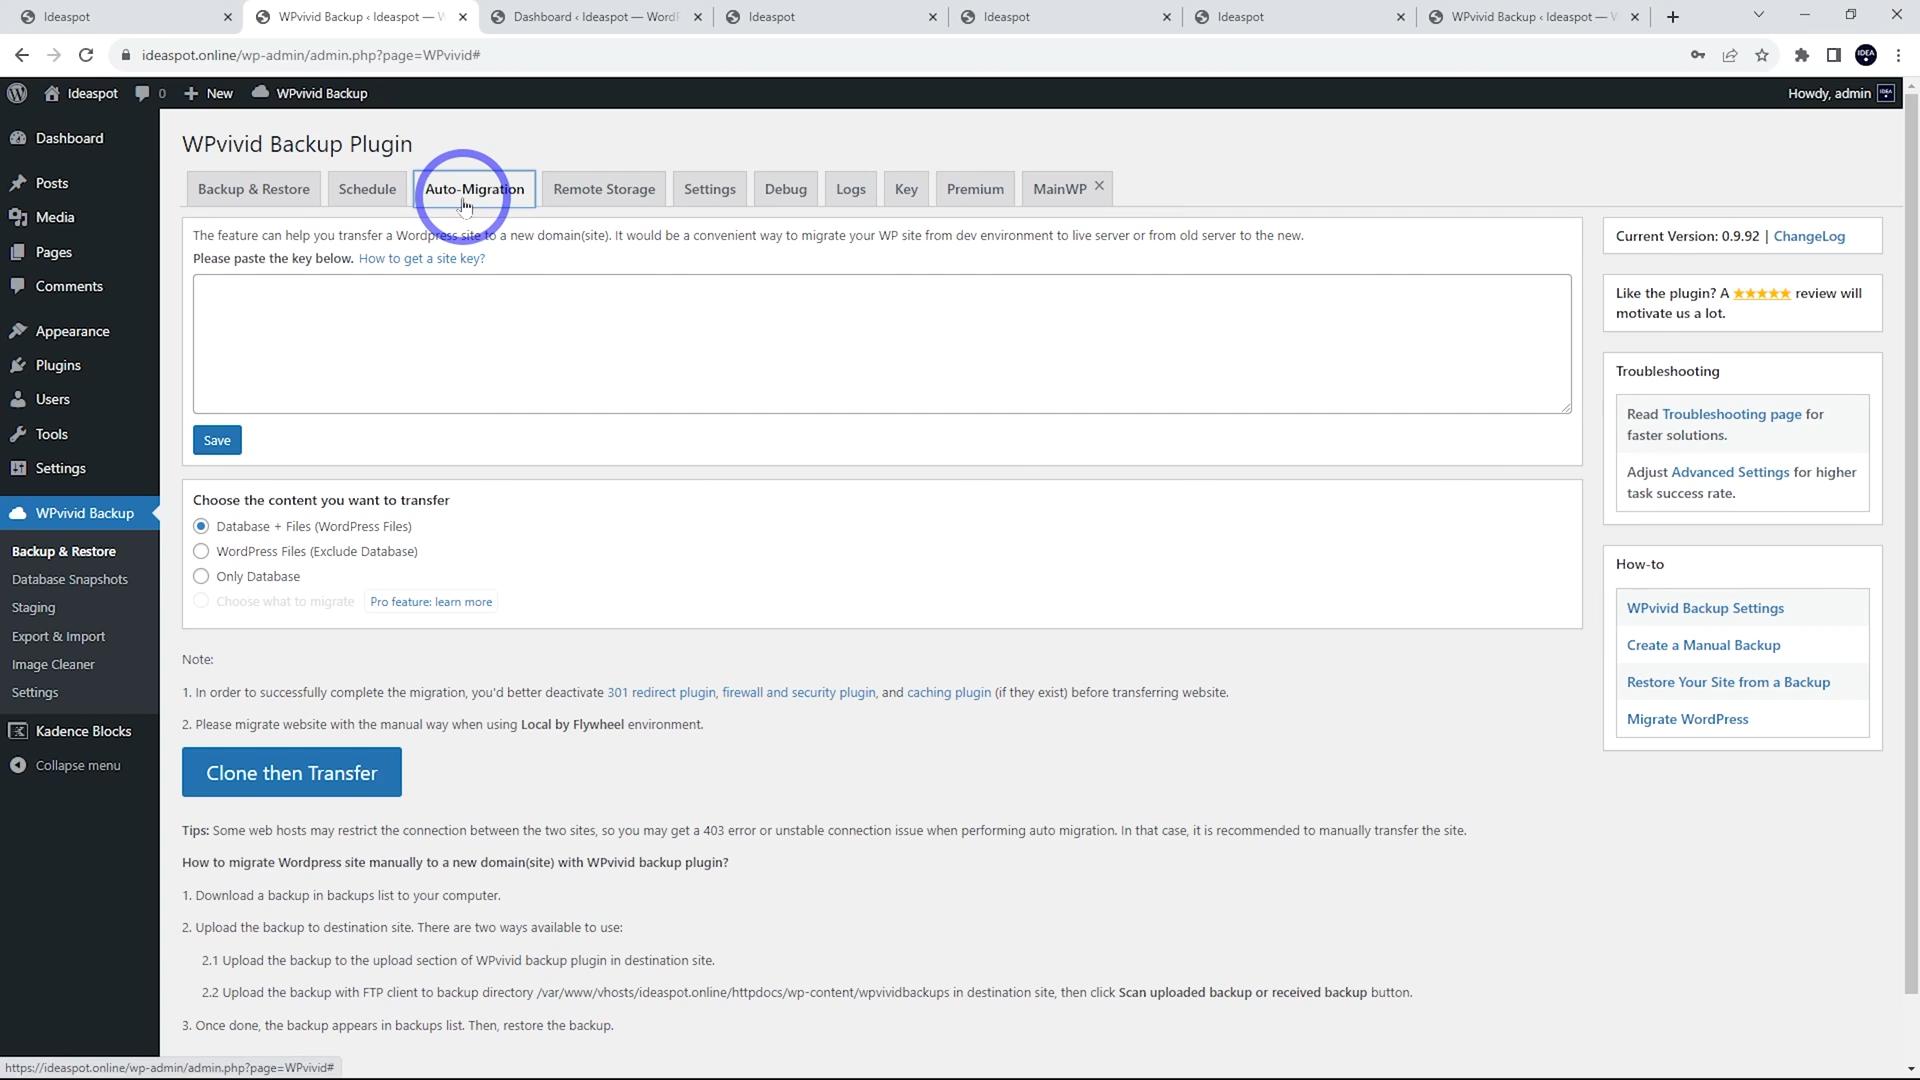 Ideaspot
WPvivid Backup ‹ Ideaspot — W
Dashboard ‹ Ideaspot — WordP
Ideaspot
Ideaspot
Ideaspot
WPvivid Backup ‹ Ideaspot — W
ideaspot.online/wp-admin/admin.php?page=WPvivid#
IDEA
Ideaspot
0
New
WPvivid Backup
Howdy, admin
IDEA
Dashboard
Posts
Media
Pages
Comments
Appearance
Plugins
Users
Tools
Settings
WPvivid Backup
Backup & Restore
Database Snapshots
Staging
Export & Import
Image Cleaner
Settings
Kadence Blocks
Collapse menu
WPvivid Backup Plugin
Backup & Restore
Schedule
Auto-Migration
Remote Storage
Settings
Debug
Logs
Key
Premium
MainWP
The feature can help you transfer a Wordpress site to a new domain(site). It would be a convenient way to migrate your WP site from dev environment to live server or from old server to the new.
Please paste the key below. How to get a site key?
Save
Choose the content you want to transfer
Database + Files (WordPress Files)
WordPress Files (Exclude Database)
Only Database
Choose what to migrate Pro feature: learn more
Note:
1. In order to successfully complete the migration, you'd better deactivate 301 redirect plugin, firewall and security plugin, and caching plugin (if they exist) before transferring website.
2. Please migrate website with the manual way when using Local by Flywheel environment.
Clone then Transfer
Tips: Some web hosts may restrict the connection between the two sites, so you may get a 403 error or unstable connection issue when performing auto migration. In that case, it is recommended to manually transfer the site.
How to migrate Wordpress site manually to a new domain(site) with WPvivid backup plugin?
1. Download a backup in backups list to your computer.
2. Upload the backup to destination site. There are two ways available to use:
2.1 Upload the backup to the upload section of WPvivid backup plugin in destination site.
2.2 Upload the backup with FTP client to backup directory /var/www/vhosts/ideaspot.online/httpdocs/wp-content/wpvividbackups in destination site, then click Scan uploaded backup or received backup button.
3. Once done, the backup appears in backups list. Then, restore the backup.
Current Version: 0.9.92 | ChangeLog
Like the plugin? A ★★★★★ review will
motivate us a lot.
Troubleshooting
Read Troubleshooting page for
faster solutions.
Adjust Advanced Settings for higher
task success rate.
How-to
WPvivid Backup Settings
Create a Manual Backup
Restore Your Site from a Backup
Migrate WordPress
https://ideaspot.online/wp-admin/admin.php?page=WPvivid#